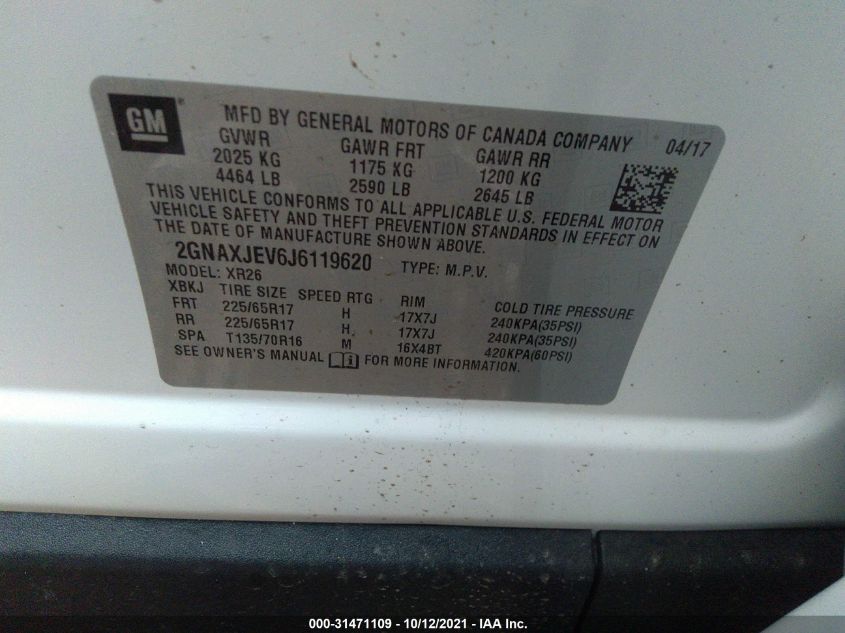 GM
MFD BY GENERAL MOTORS OF CANADA COMPANY 04/17
GVWR GAWR FRT GAWR RR
2025 KG 1175 KG 1200 KG
4464 LB 2590 LB 2645 LB
THIS VEHICLE CONFORMS TO ALL APPLICABLE U.S. FEDERAL MOTOR
VEHICLE SAFETY AND THEFT PREVENTION STANDARDS IN EFFECT ON
THE DATE OF MANUFACTURE SHOWN ABOVE.
2GNAXJEV6J6119620 TYPE: M.P.V.
MODEL: XR26
XBKJ TIRE SIZE SPEED RTG RIM COLD TIRE PRESSURE
FRT 225/65R17 H 17X7J 240KPA(35PSI)
RR 225/65R17 H 17X7J 240KPA(35PSI)
SPA T135/70R16 M 16X4BT 420KPA(60PSI)
SEE OWNER'S MANUAL FOR MORE INFORMATION.
000-31471109 - 10/12/2021 - IAA Inc.